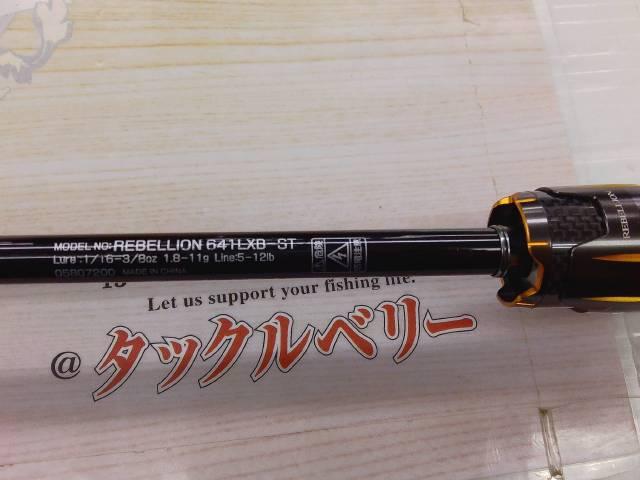 MODEL NO: REBELLION 641LXB-ST
Lure:1/16-3/8oz 1.8-11g Line:5-12lb
05807200 MADE IN CHINA
REBELLION
Let us support your fishing life.
@タックルベリー